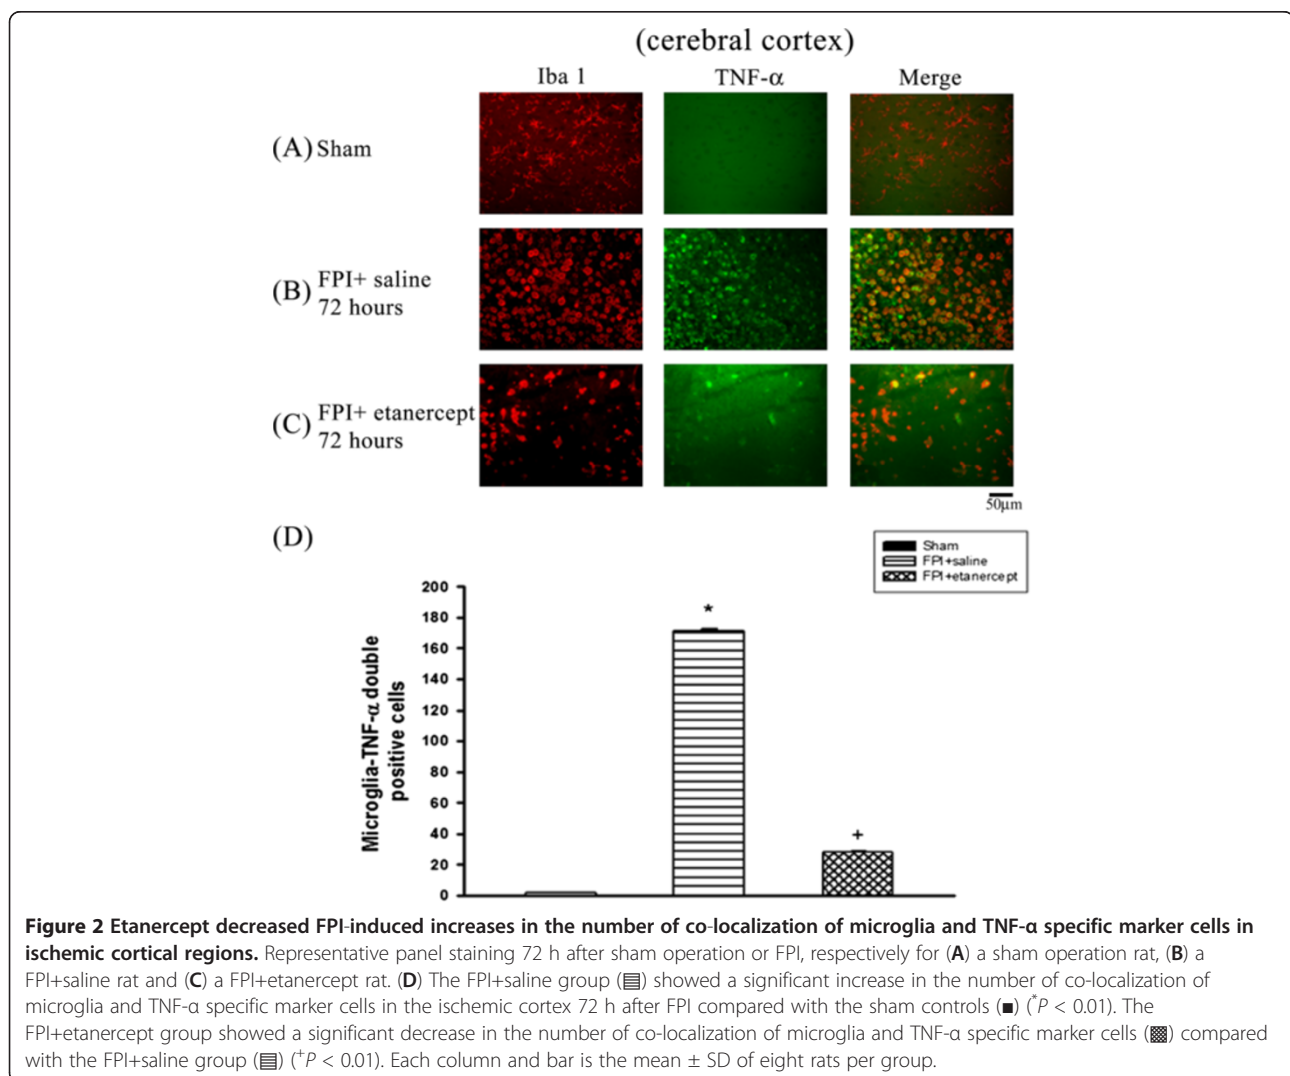 (cerebral cortex)
Iba 1 TNF-α Merge
(A) Sham
(B) FPI+ saline
72 hours
(C) FPI+ etanercept
72 hours
50μm
(D)
Sham
FPI+saline
FPI+etanercept
Microglia-TNF-α double
positive cells
200
180
160
140
120
100
80
60
40
20
0
*
+
Figure 2 Etanercept decreased FPI-induced increases in the number of co-localization of microglia and TNF-α specific marker cells in
ischemic cortical regions. Representative panel staining 72 h after sham operation or FPI, respectively for (A) a sham operation rat, (B) a
FPI+saline rat and (C) a FPI+etanercept rat. (D) The FPI+saline group (▤) showed a significant increase in the number of co-localization of
microglia and TNF-α specific marker cells in the ischemic cortex 72 h after FPI compared with the sham controls (■) (*P < 0.01). The
FPI+etanercept group showed a significant decrease in the number of co-localization of microglia and TNF-α specific marker cells (▩) compared
with the FPI+saline group (▤) (+P < 0.01). Each column and bar is the mean ± SD of eight rats per group.